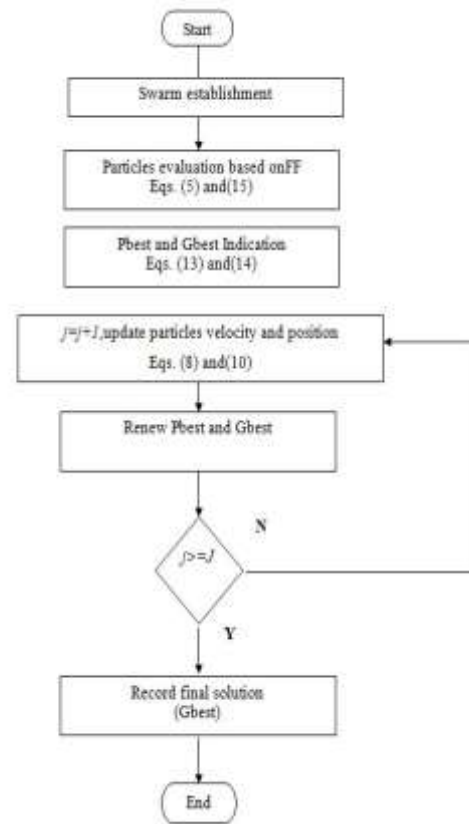 Start
Swarm establishment
Particles evaluation based onFF
Eqs. (5) and(15)
Pbest and Gbest Indication
Eqs. (13) and(14)
j=j+1,update particles velocity and position
Eqs. (8) and(10)
Renew Pbest and Gbest
N
j>=J
Y
Record final solution
(Gbest)
End